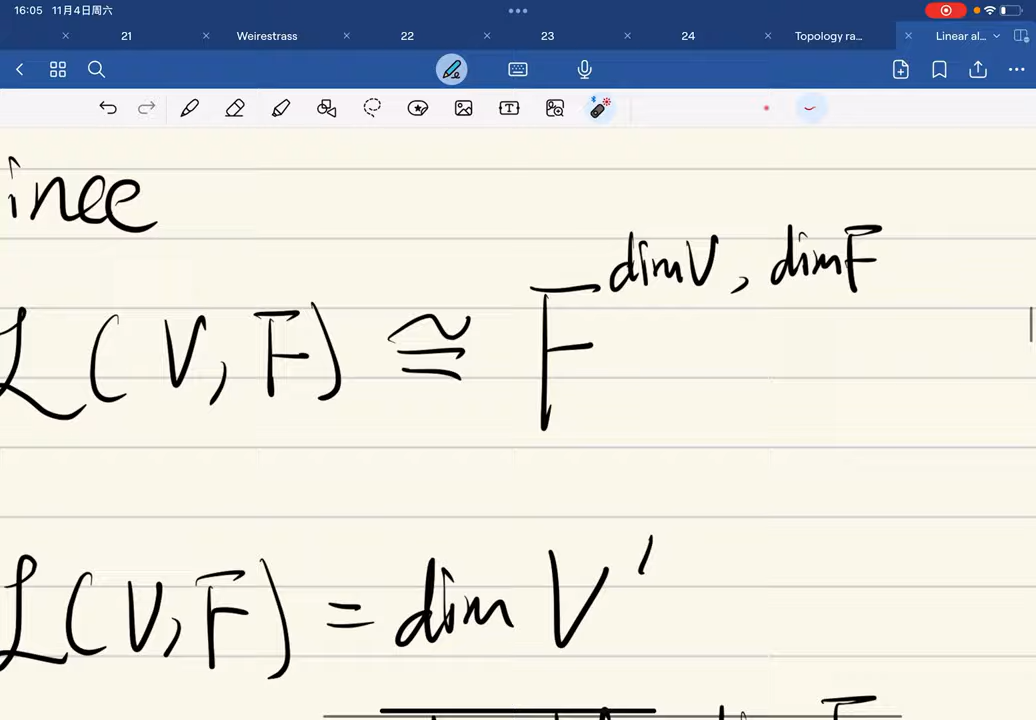 16:05 11月4日周六
21 Weirestrass 22 23 24 Topology ra... Linear al...
inee
L(V, F) ≅ F^{dimV, dimF}
L(V, F) = dim V'